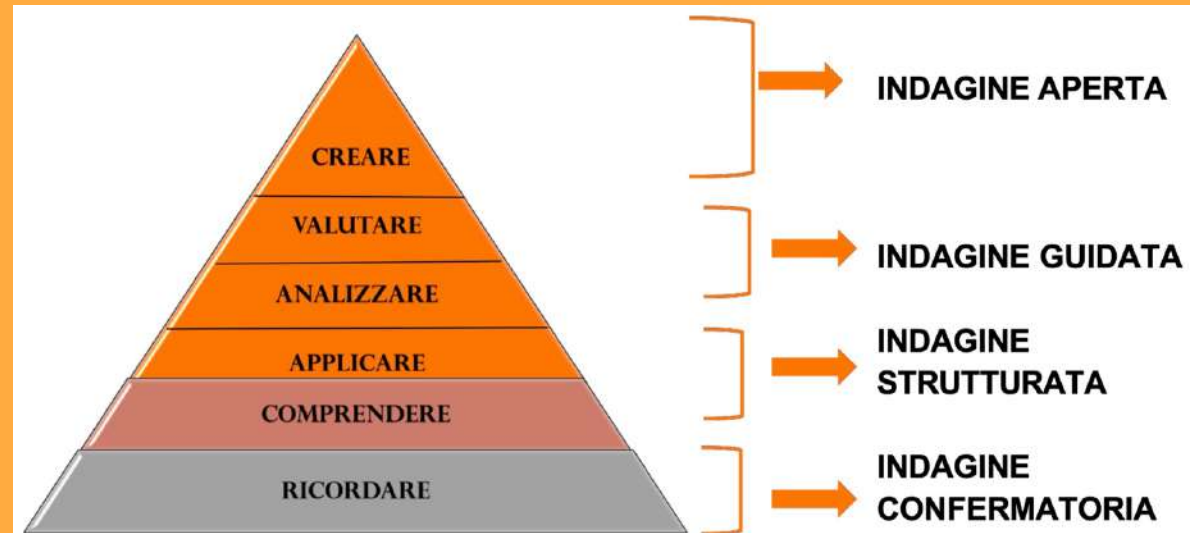 CREARE
VALUTARE
ANALIZZARE
APPLICARE
COMPRENDERE
RICORDARE
INDAGINE APERTA
INDAGINE GUIDATA
INDAGINE
STRUTTURATA
INDAGINE
CONFERMATORIA